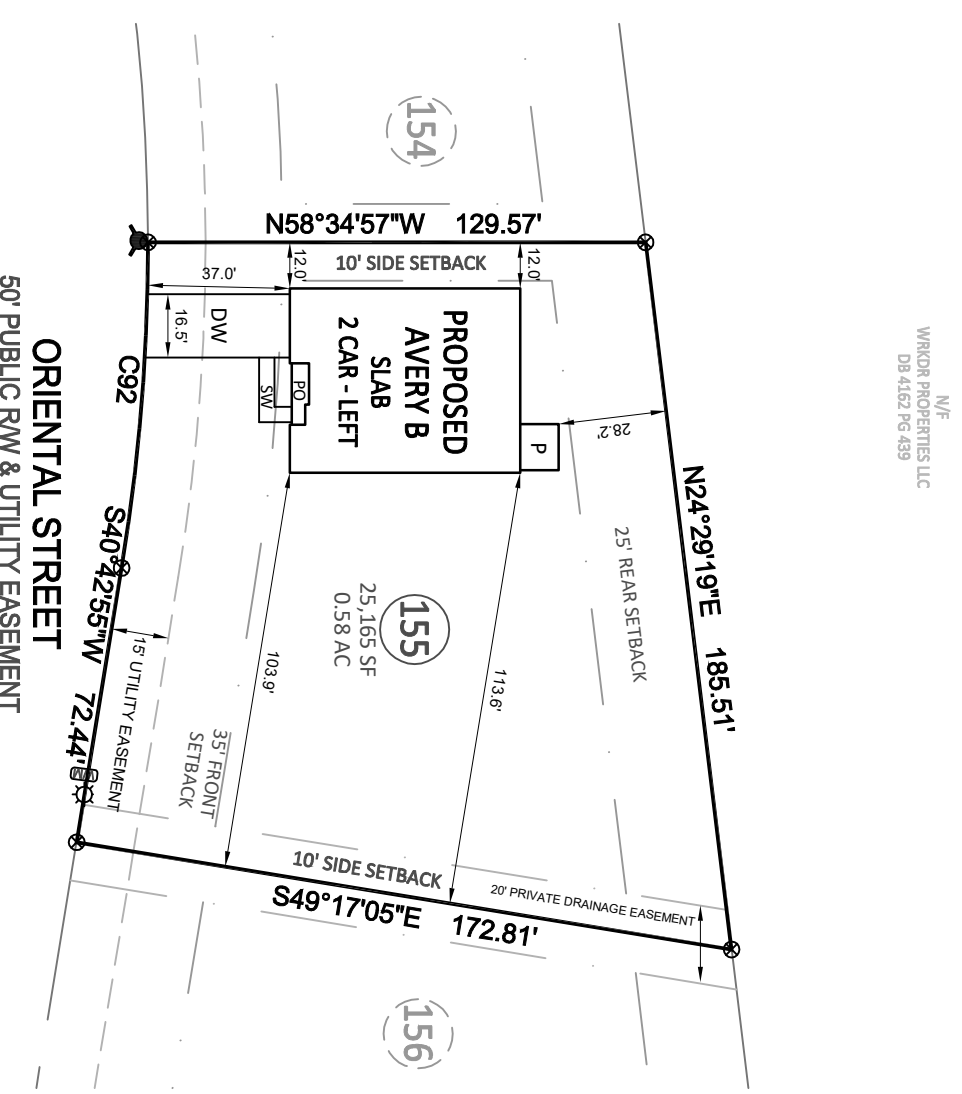 N/F
WRKDR PROPERTIES LLC
DB 4162 PG 439
154
N58°34'57"W 129.57'
10' SIDE SETBACK
12.0'
12.0'
37.0'
16.5'
DW
SW
PO
P
PROPOSED
AVERY B
SLAB
2 CAR - LEFT
28.2'
N24°29'19"E 185.51'
25' REAR SETBACK
155
25,165 SF
0.58 AC
113.6'
103.9'
C92
S40°42'55"W 72.44'
15' UTILITY EASEMENT
35' FRONT
SETBACK
WM
10' SIDE SETBACK
20' PRIVATE DRAINAGE EASEMENT
S49°17'05"E 172.81'
156
ORIENTAL STREET
50' PUBLIC R/W & UTILITY EASEMENT